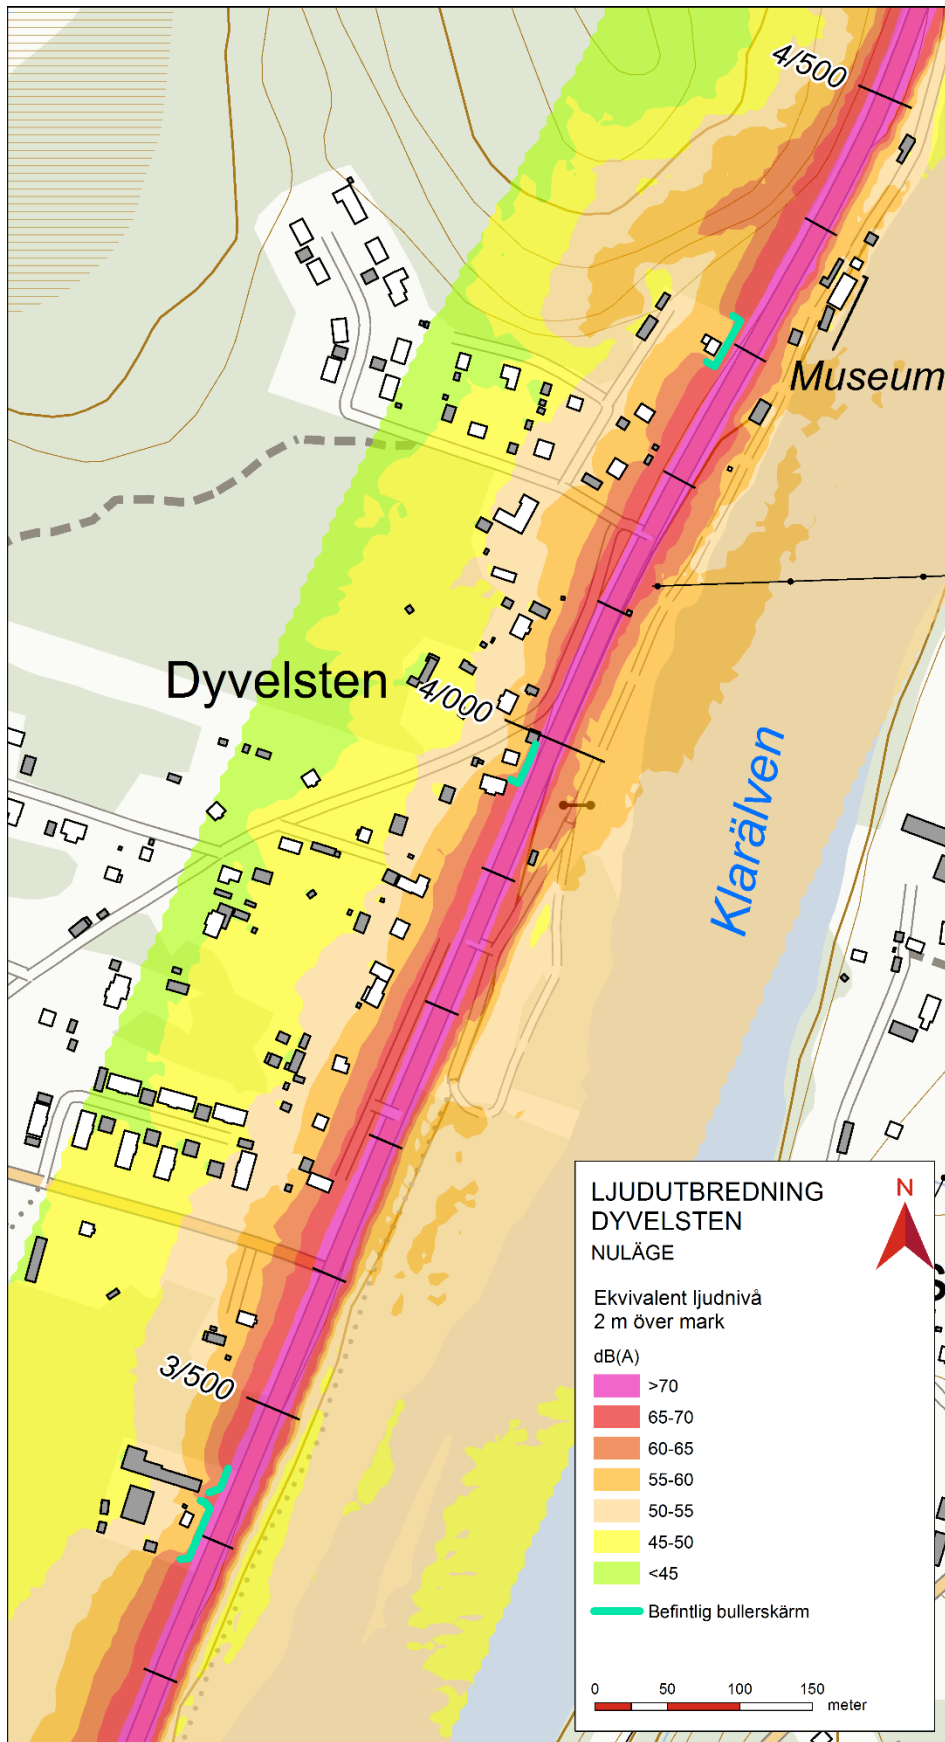 4/500
Museum
Dyvelsten
4/000
Klarälven
3/500
LJUDUTBREDNING
DYVELSTEN
NULÄGE
N
Ekvivalent ljudnivå
2 m över mark
dB(A)
>70
65-70
60-65
55-60
50-55
45-50
<45
Befintlig bullerskärm
0 50 100 150
meter